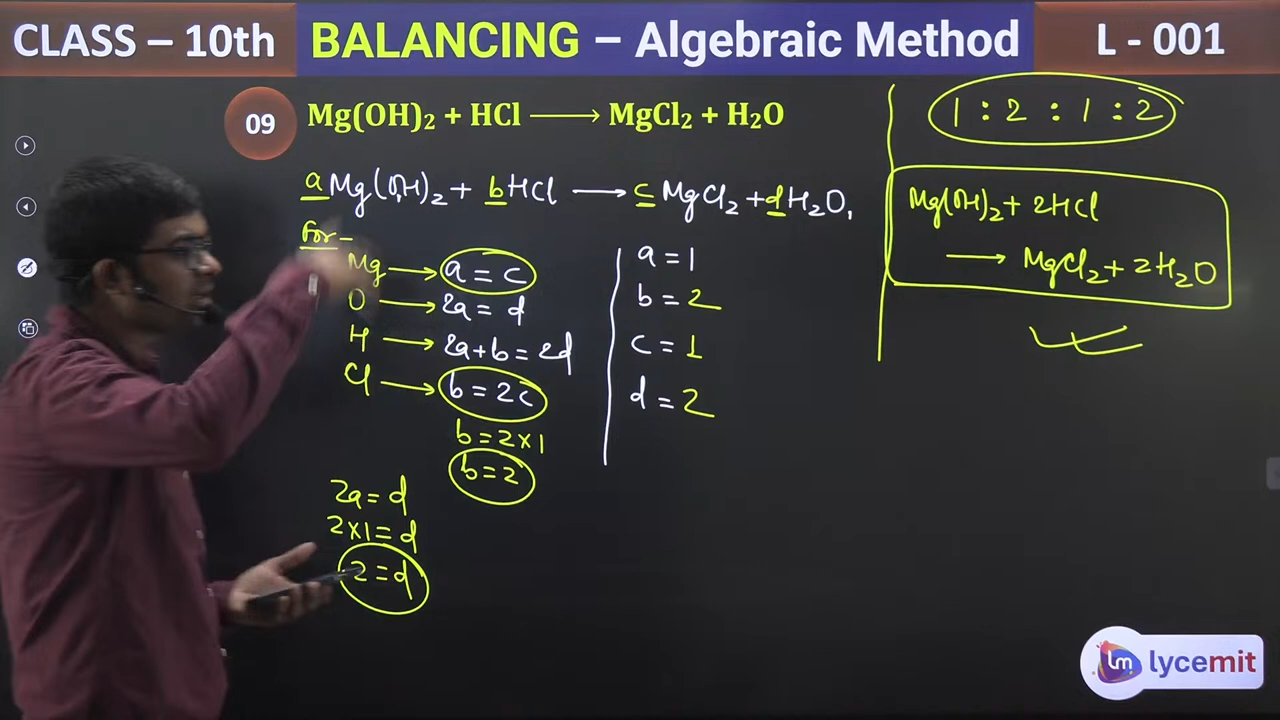 CLASS – 10th
BALANCING – Algebraic Method
L - 001
09
Mg(OH)₂ + HCl ⟶ MgCl₂ + H₂O
aMg(OH)₂ + bHCl ⟶ cMgCl₂ + dH₂O
For-
Mg ⟶ a = c
O ⟶ 2a = d
H ⟶ 2a+b = 2d
Cl ⟶ b = 2c
b = 2×1
b = 2
2a = d
2×1 = d
2 = d
a = 1
b = 2
c = 1
d = 2
1 : 2 : 1 : 2
Mg(OH)₂ + 2HCl
⟶ MgCl₂ + 2H₂O
lm lycemit